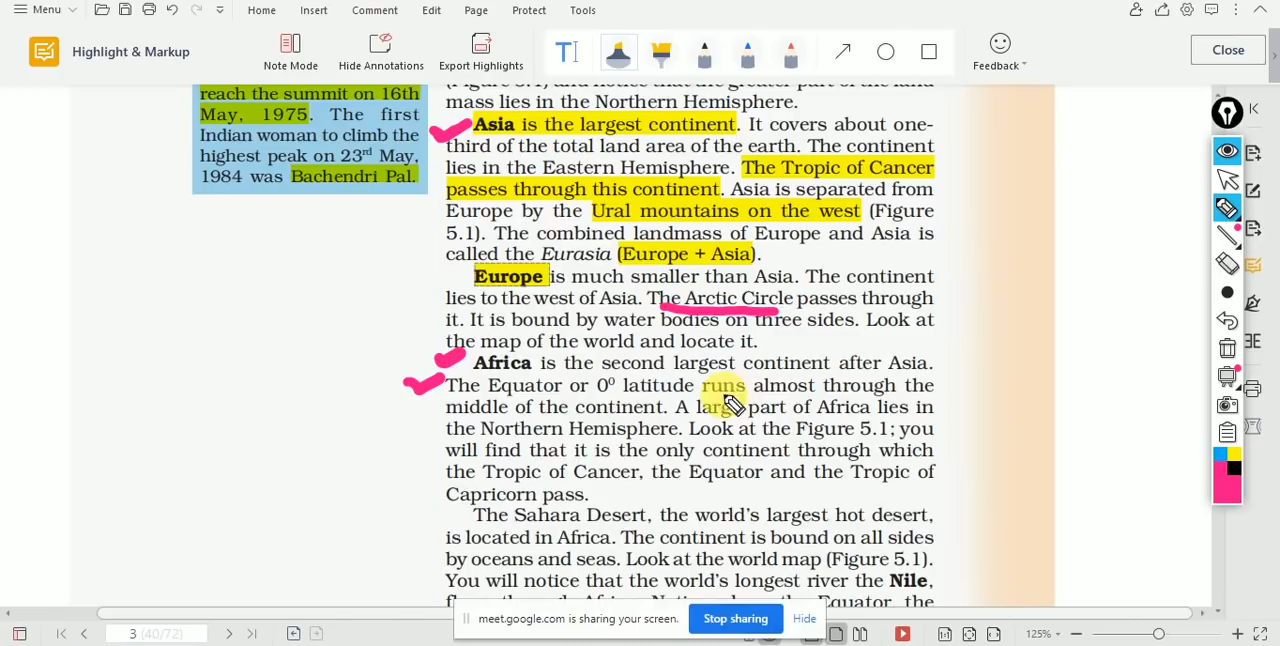 Menu
Home Insert Comment Edit Page Protect Tools
Highlight & Markup
Note Mode
Hide Annotations
Export Highlights
Feedback
Close
reach the summit on 16th
May, 1975. The first
Indian woman to climb the
highest peak on 23rd May,
1984 was Bachendri Pal.
mass lies in the Northern Hemisphere.
Asia is the largest continent. It covers about one-
third of the total land area of the earth. The continent
lies in the Eastern Hemisphere. The Tropic of Cancer
passes through this continent. Asia is separated from
Europe by the Ural mountains on the west (Figure
5.1). The combined landmass of Europe and Asia is
called the Eurasia (Europe + Asia).
Europe is much smaller than Asia. The continent
lies to the west of Asia. The Arctic Circle passes through
it. It is bound by water bodies on three sides. Look at
the map of the world and locate it.
Africa is the second largest continent after Asia.
The Equator or 0⁰ latitude runs almost through the
middle of the continent. A large part of Africa lies in
the Northern Hemisphere. Look at the Figure 5.1; you
will find that it is the only continent through which
the Tropic of Cancer, the Equator and the Tropic of
Capricorn pass.
The Sahara Desert, the world's largest hot desert,
is located in Africa. The continent is bound on all sides
by oceans and seas. Look at the world map (Figure 5.1).
You will notice that the world's longest river the Nile,
meet.google.com is sharing your screen. Stop sharing Hide
3 (40/72)
125%